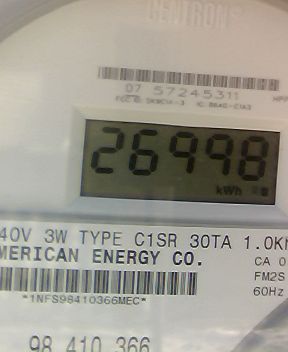 CENTRON®
07 57245311
26998
kWh
40V 3W TYPE C1SR 30TA 1.0Kh
MERICAN ENERGY CO.
CA 0
FM2S
*1NFS98410366MEC*
60Hz
98 410 366